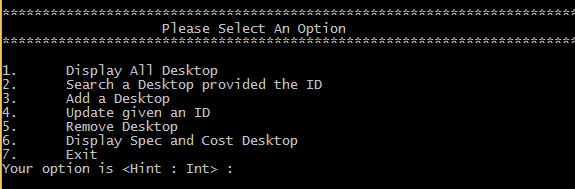 ************************************************************************
Please Select An Option
************************************************************************
1. Display All Desktop
2. Search a Desktop provided the ID
3. Add a Desktop
4. Update given an ID
5. Remove Desktop
6. Display Spec and Cost Desktop
7. Exit
Your option is <Hint : Int> :